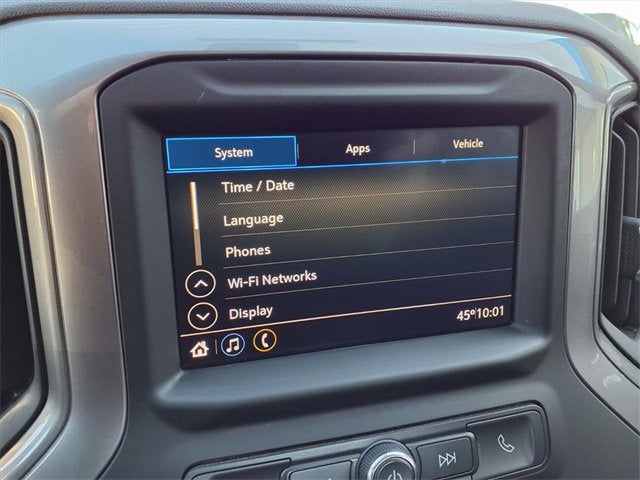 System Apps Vehicle
Time / Date
Language
Phones
Wi-Fi Networks
Display
45° 10:01